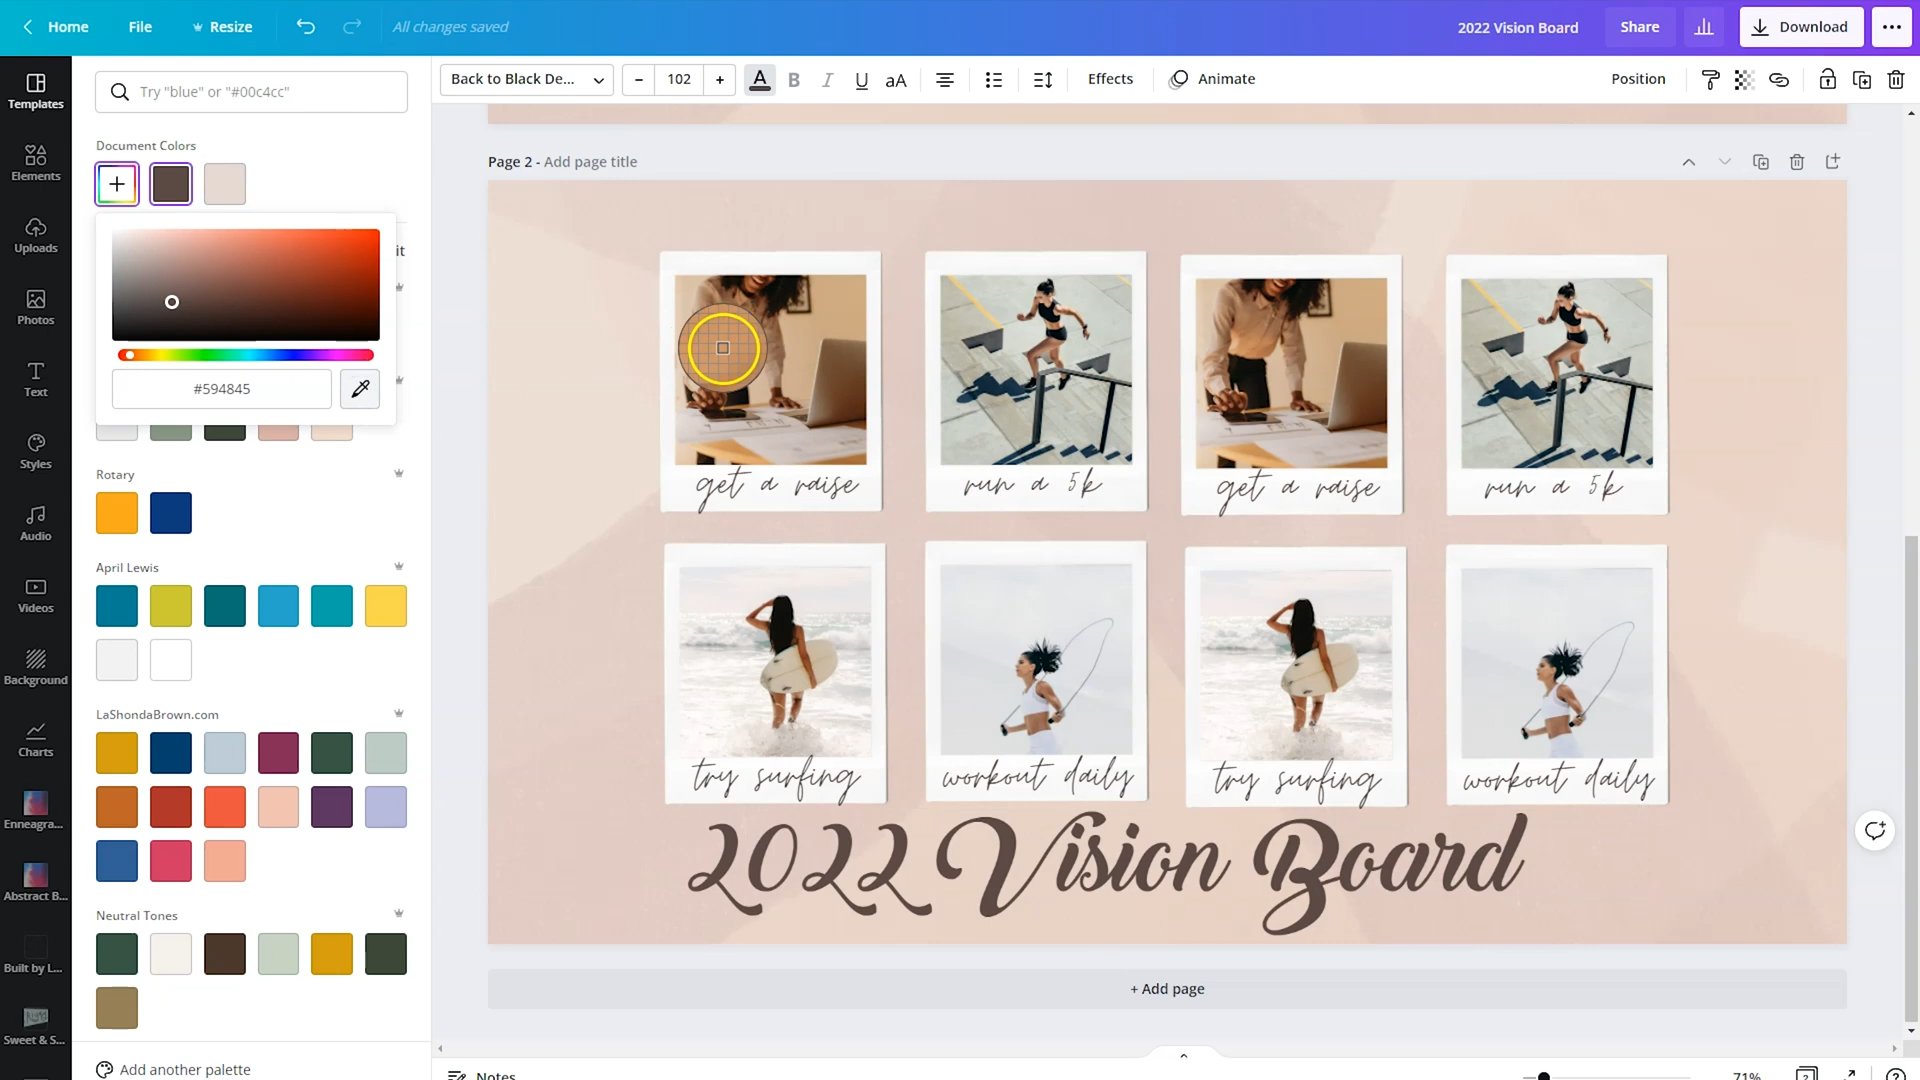 Home File Resize All changes saved 2022 Vision Board Share Download
Templates
Elements
Uploads
Photos
Text
Styles
Audio
Videos
Background
Charts
Enneagra...
Abstract B...
Built by L...
Sweet & S...
Try "blue" or "#00c4cc"
Document Colors
it
#594845
Rotary
April Lewis
LaShondaBrown.com
Neutral Tones
Add another palette
Back to Black De... 102 A B I U aA Effects Animate Position
Page 2 - Add page title
get a raise run a 5k get a raise run a 5k
try surfing workout daily try surfing workout daily
2022 Vision Board
+ Add page
Notes 71% 2 ?